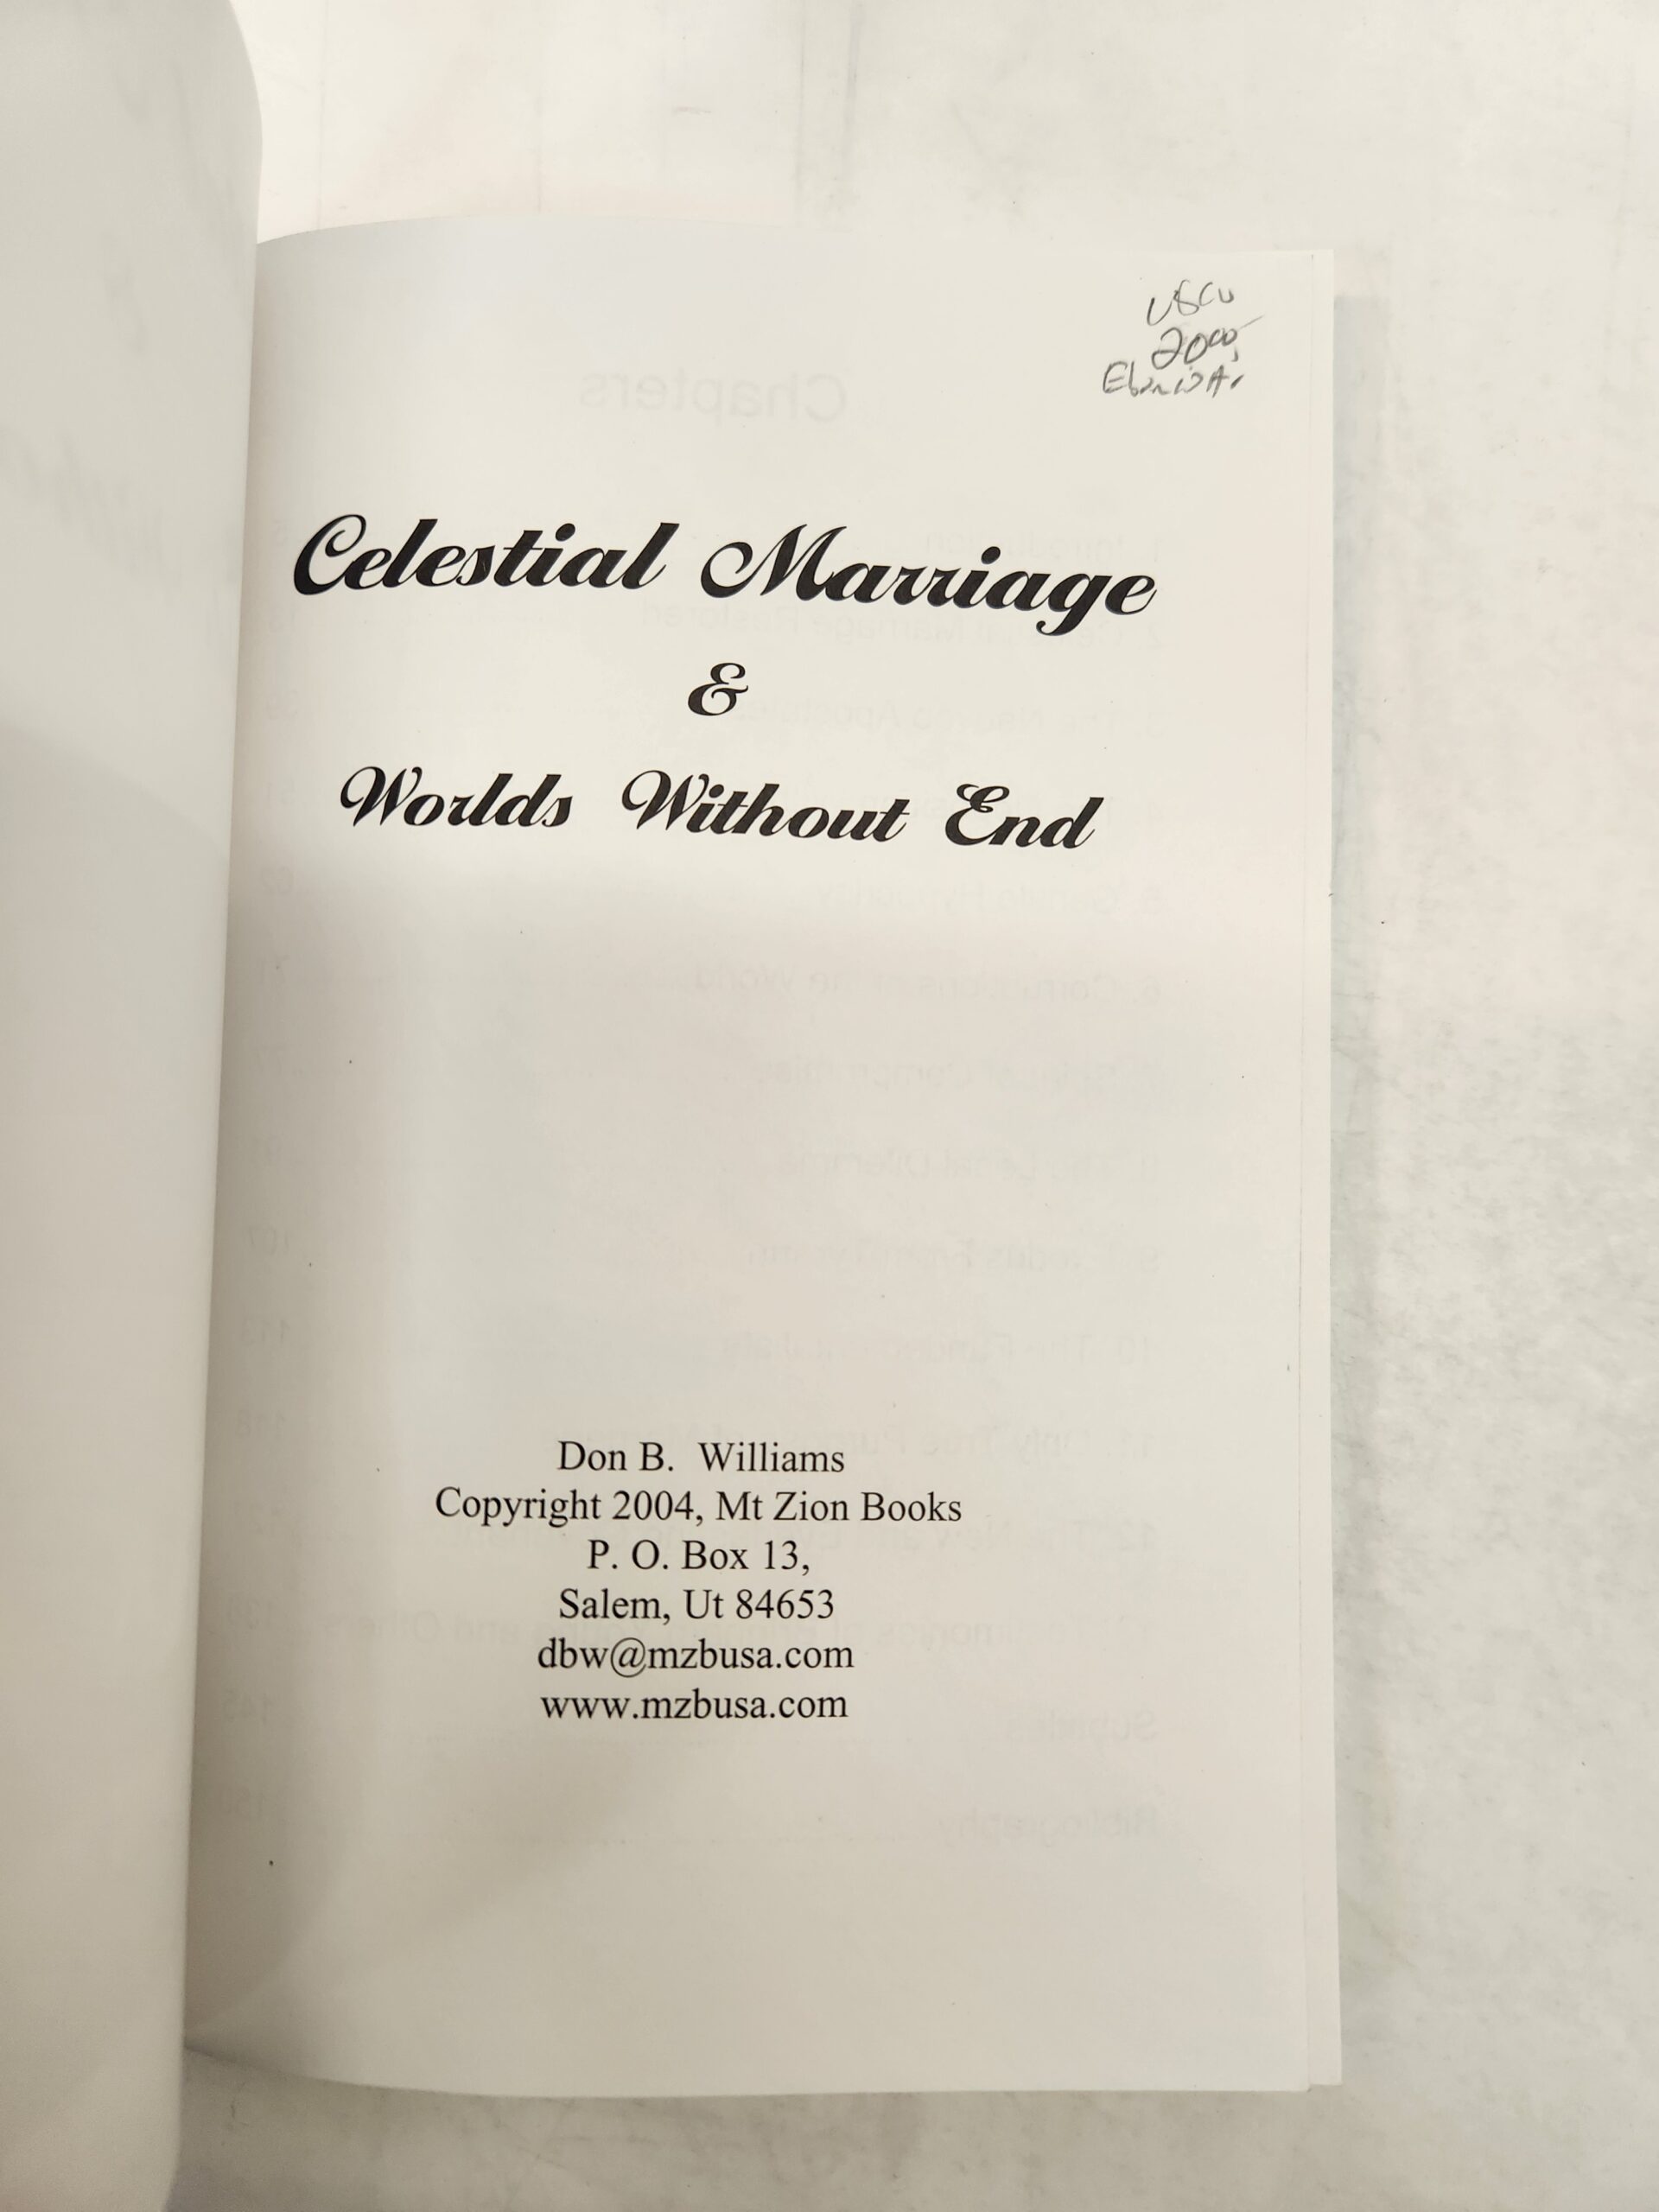 Celestial Marriage
&
Worlds Without End
Don B. Williams
Copyright 2004, Mt Zion Books
P. O. Box 13,
Salem, Ut 84653
dbw@mzbusa.com
www.mzbusa.com